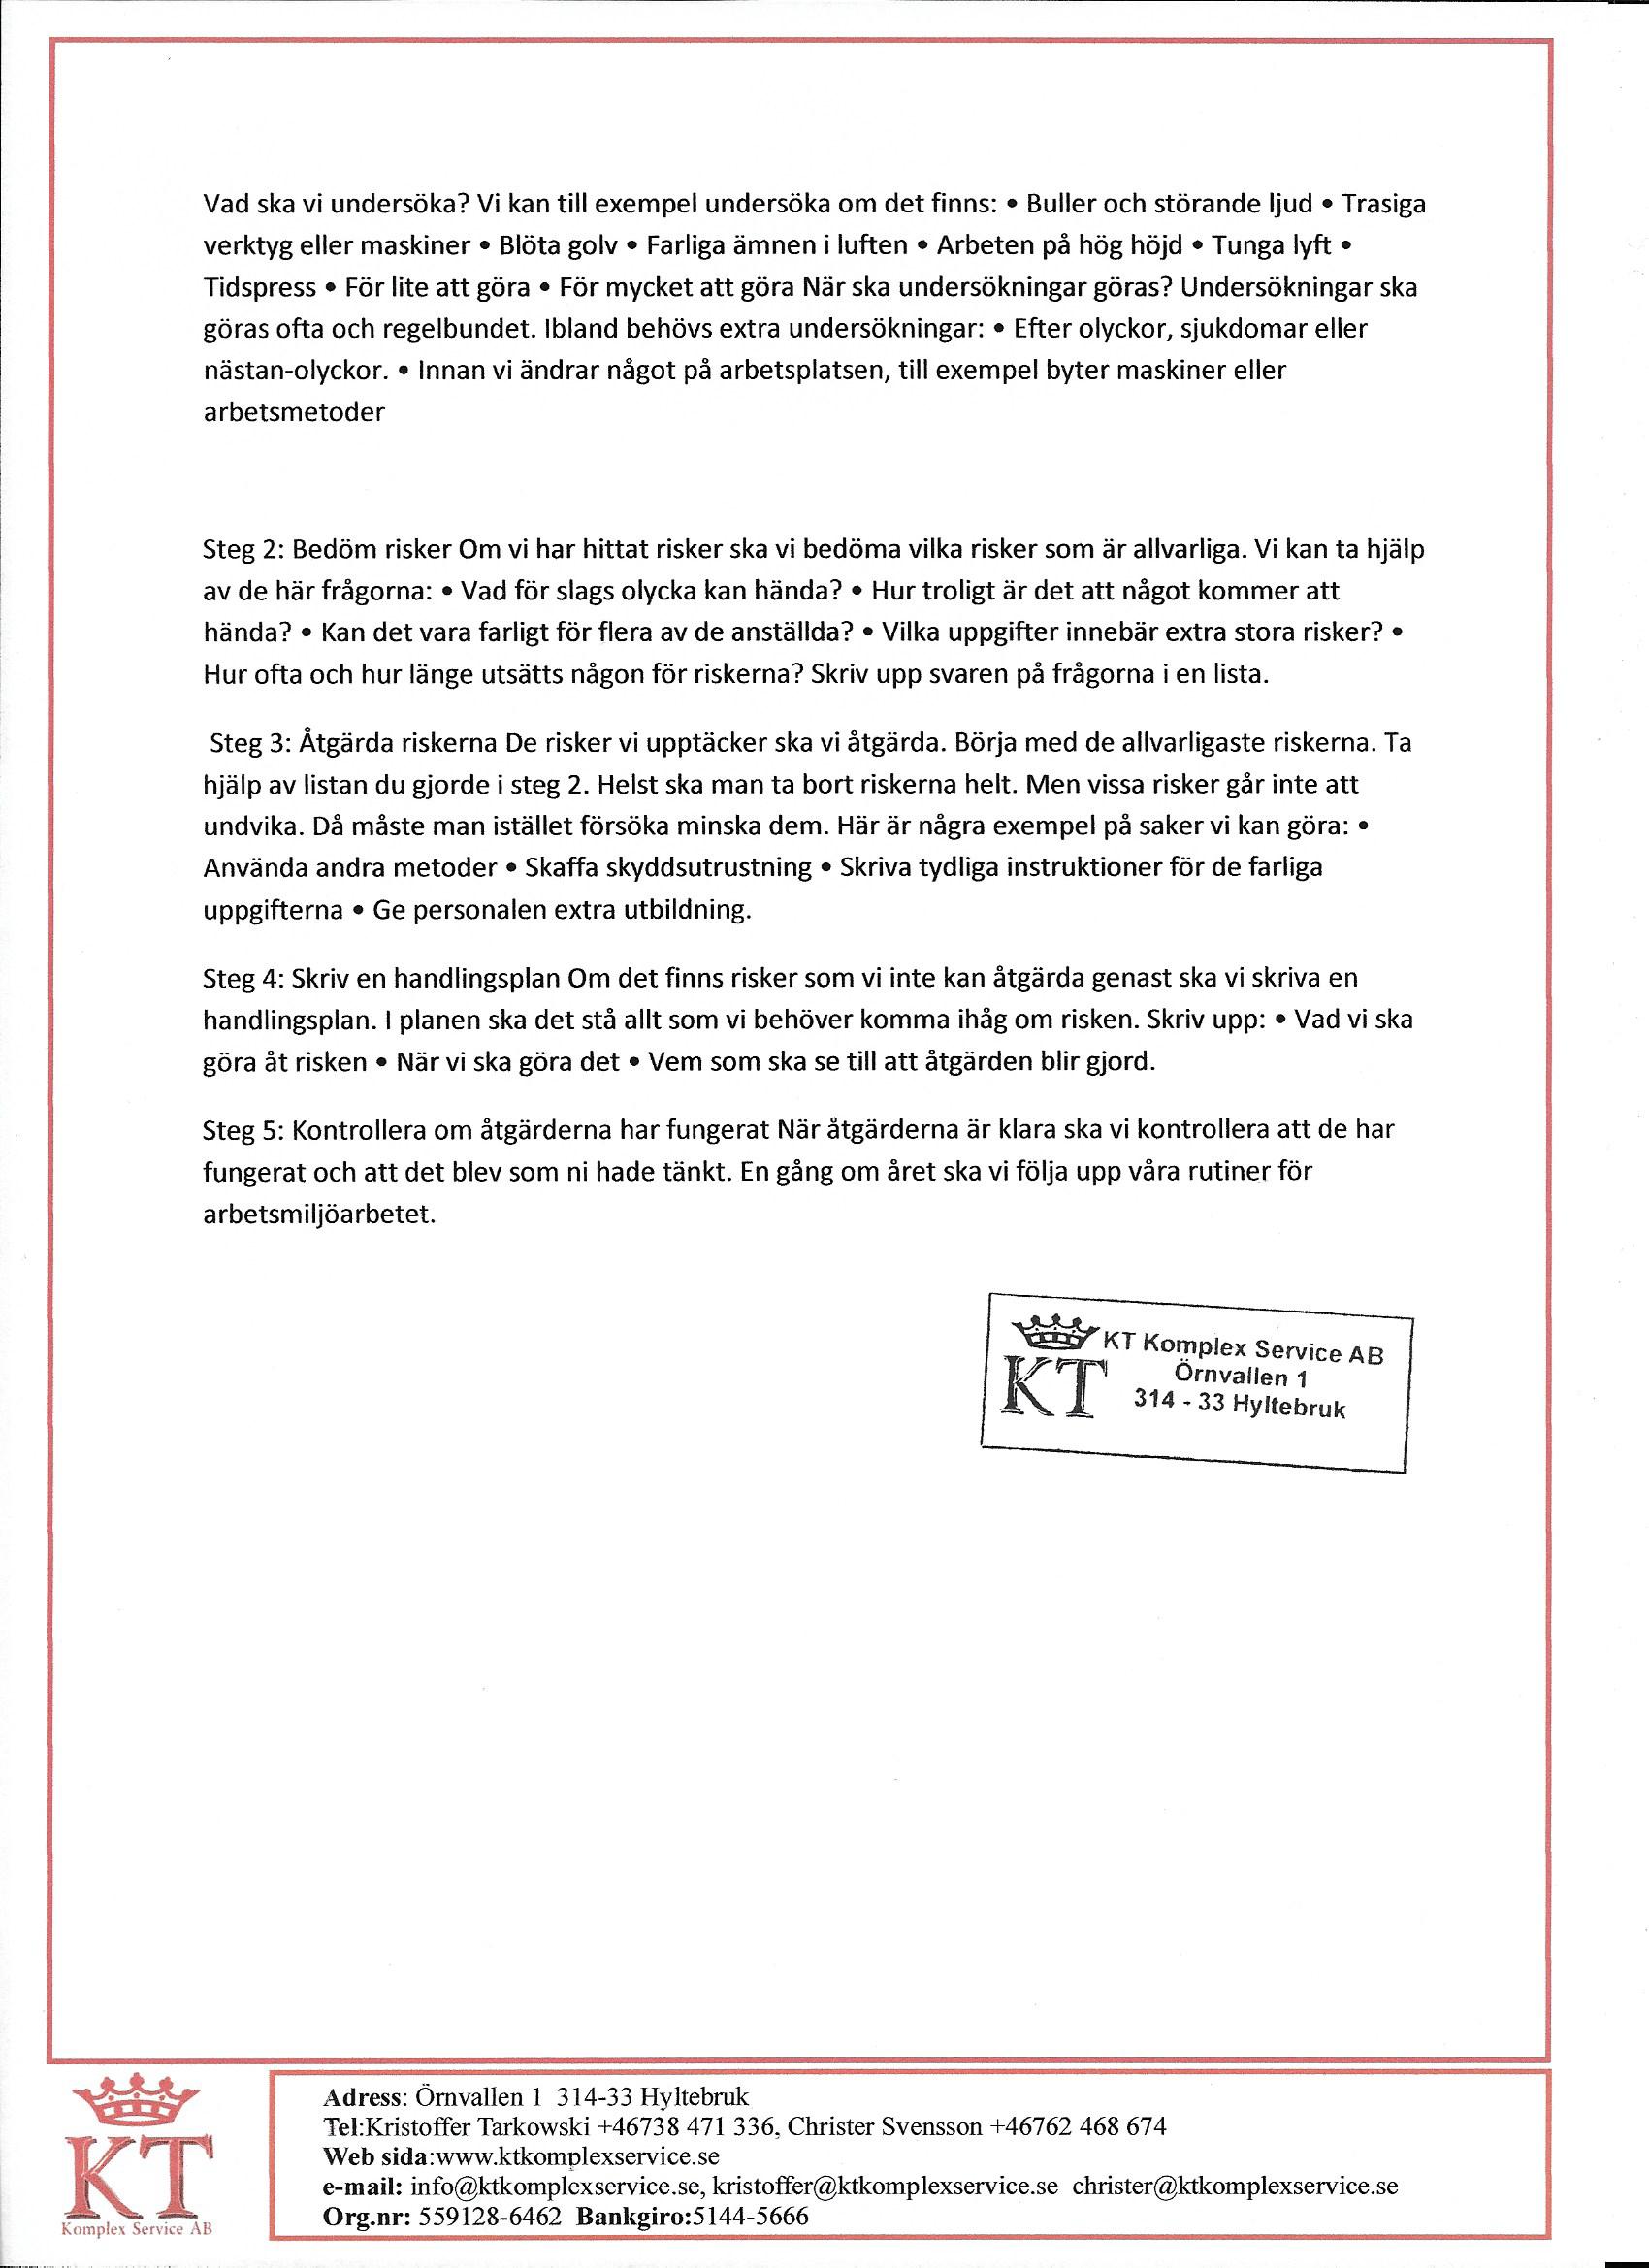 Vad ska vi undersöka? Vi kan till exempel undersöka om det finns: • Buller och störande ljud • Trasiga
verktyg eller maskiner • Blöta golv • Farliga ämnen i luften • Arbeten på hög höjd • Tunga lyft •
Tidspress • För lite att göra • För mycket att göra När ska undersökningar göras? Undersökningar ska
göras ofta och regelbundet. Ibland behövs extra undersökningar: • Efter olyckor, sjukdomar eller
nästan-olyckor. • Innan vi ändrar något på arbetsplatsen, till exempel byter maskiner eller
arbetsmetoder
Steg 2: Bedöm risker Om vi har hittat risker ska vi bedöma vilka risker som är allvarliga. Vi kan ta hjälp
av de här frågorna: • Vad för slags olycka kan hända? • Hur troligt är det att något kommer att
hända? • Kan det vara farligt för flera av de anställda? • Vilka uppgifter innebär extra stora risker? •
Hur ofta och hur länge utsätts någon för riskerna? Skriv upp svaren på frågorna i en lista.
Steg 3: Åtgärda riskerna De risker vi upptäcker ska vi åtgärda. Börja med de allvarligaste riskerna. Ta
hjälp av listan du gjorde i steg 2. Helst ska man ta bort riskerna helt. Men vissa risker går inte att
undvika. Då måste man istället försöka minska dem. Här är några exempel på saker vi kan göra: •
Använda andra metoder • Skaffa skyddsutrustning • Skriva tydliga instruktioner för de farliga
uppgifterna • Ge personalen extra utbildning.
Steg 4: Skriv en handlingsplan Om det finns risker som vi inte kan åtgärda genast ska vi skriva en
handlingsplan. I planen ska det stå allt som vi behöver komma ihåg om risken. Skriv upp: • Vad vi ska
göra åt risken • När vi ska göra det • Vem som ska se till att åtgärden blir gjord.
Steg 5: Kontrollera om åtgärderna har fungerat När åtgärderna är klara ska vi kontrollera att de har
fungerat och att det blev som ni hade tänkt. En gång om året ska vi följa upp våra rutiner för
arbetsmiljöarbetet.
KT Komplex Service AB
Örnvallen 1
314 - 33 Hyltebruk
KT
Adress: Örnvallen 1 314-33 Hyltebruk
Tel:Kristoffer Tarkowski +46738 471 336, Christer Svensson +46762 468 674
Web sida:www.ktkomplexservice.se
e-mail: info@ktkomplexservice.se, kristoffer@ktkomplexservice.se christer@ktkomplexservice.se
Org.nr: 559128-6462 Bankgiro:5144-5666
KT
Komplex Service AB